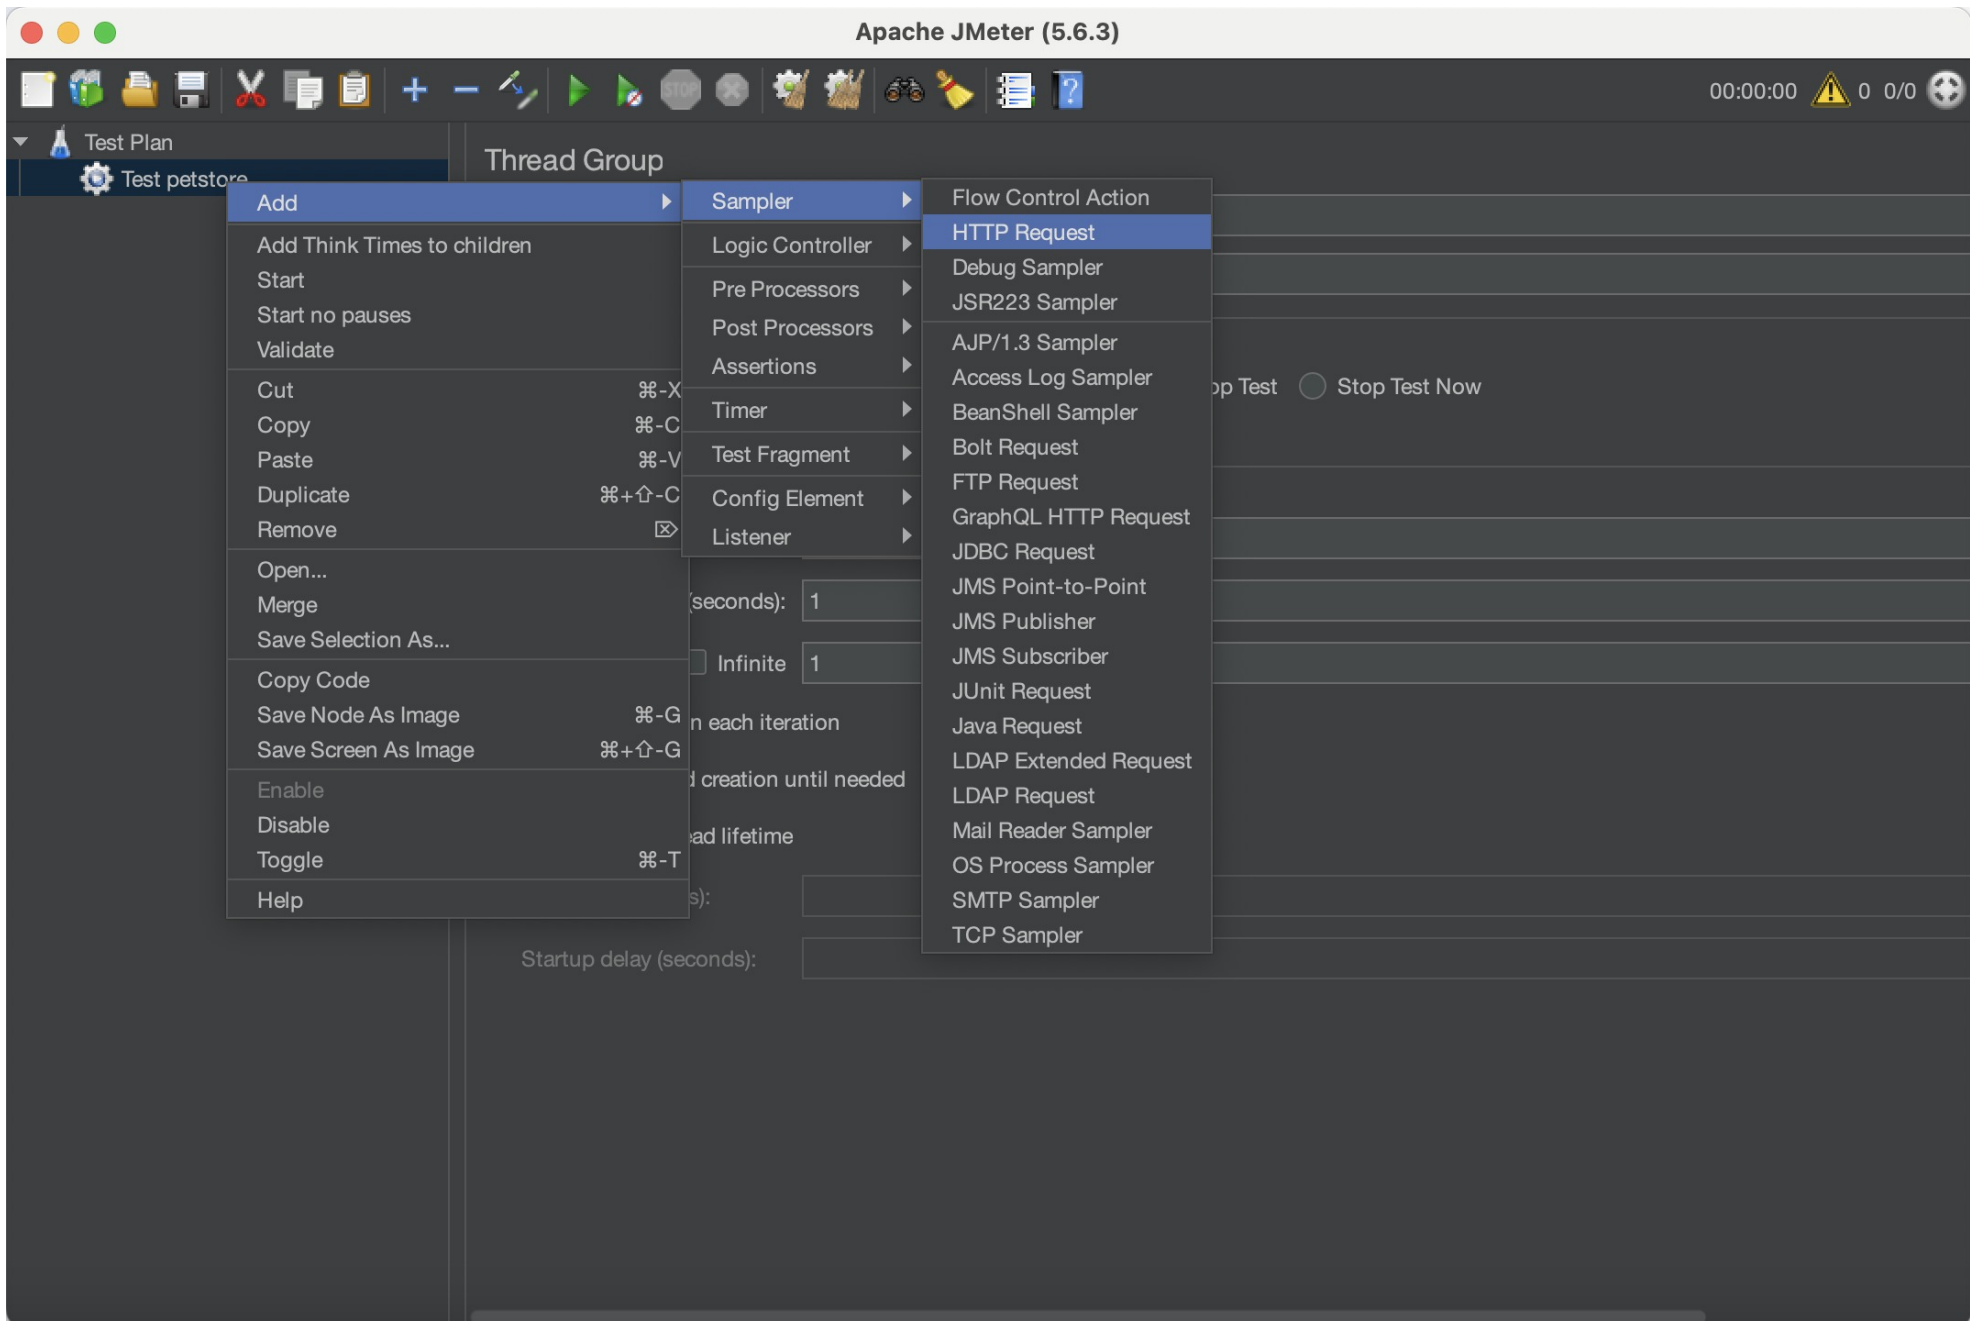 Apache JMeter (5.6.3)
STOP
00:00:00 0 0/0
Test Plan
Test petstore
Thread Group
Add
Add Think Times to children
Start
Start no pauses
Validate
Cut ⌘-X
Copy ⌘-C
Paste ⌘-V
Duplicate ⌘+⇧-C
Remove ⌦
Open...
Merge
Save Selection As...
Copy Code
Save Node As Image ⌘-G
Save Screen As Image ⌘+⇧-G
Enable
Disable
Toggle ⌘-T
Help
Sampler
Logic Controller
Pre Processors
Post Processors
Assertions
Timer
Test Fragment
Config Element
Listener
Flow Control Action
HTTP Request
Debug Sampler
JSR223 Sampler
AJP/1.3 Sampler
Access Log Sampler
BeanShell Sampler
Bolt Request
FTP Request
GraphQL HTTP Request
JDBC Request
JMS Point-to-Point
JMS Publisher
JMS Subscriber
JUnit Request
Java Request
LDAP Extended Request
LDAP Request
Mail Reader Sampler
OS Process Sampler
SMTP Sampler
TCP Sampler
op Test Stop Test Now
(seconds): 1
Infinite 1
n each iteration
d creation until needed
ead lifetime
s):
Startup delay (seconds):